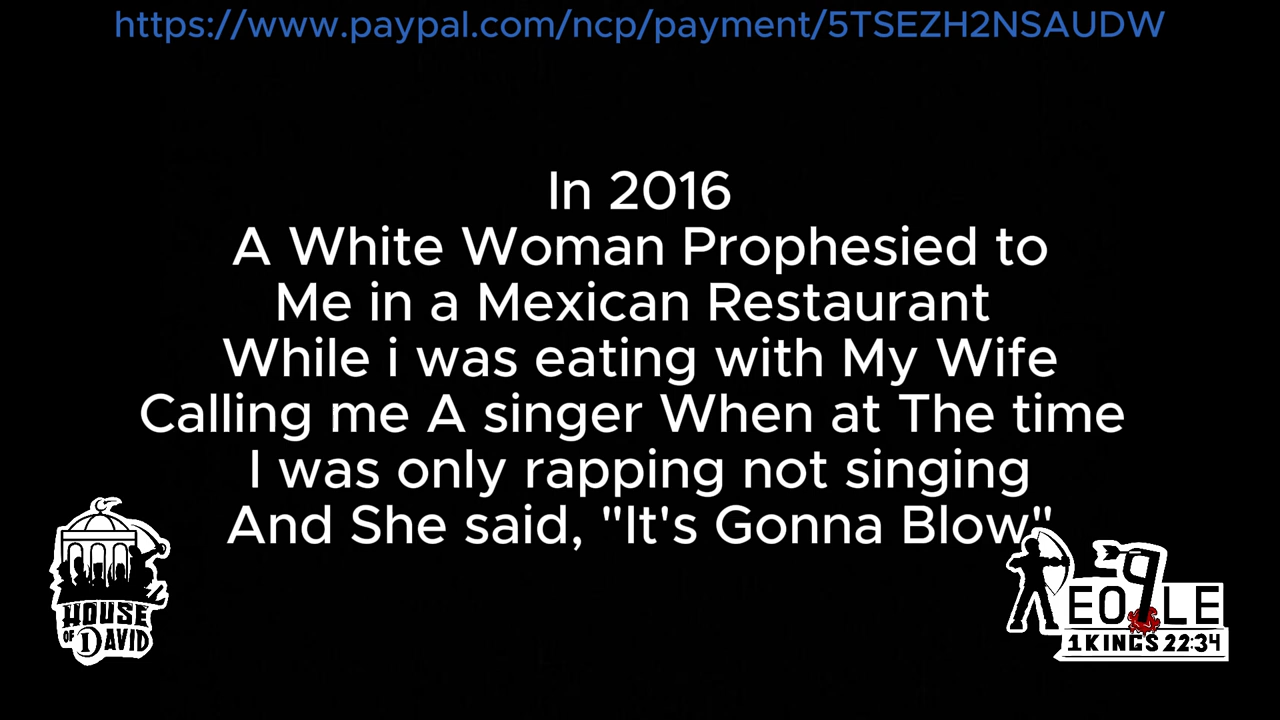 https://www.paypal.com/ncp/payment/5TSEZH2NSAUDW
In 2016
A White Woman Prophesied to
Me in a Mexican Restaurant
While i was eating with My Wife
Calling me A singer When at The time
I was only rapping not singing
And She said, "It's Gonna Blow"
HOUSE
OF DAVID
PEOPLE
1 KINGS 22:34